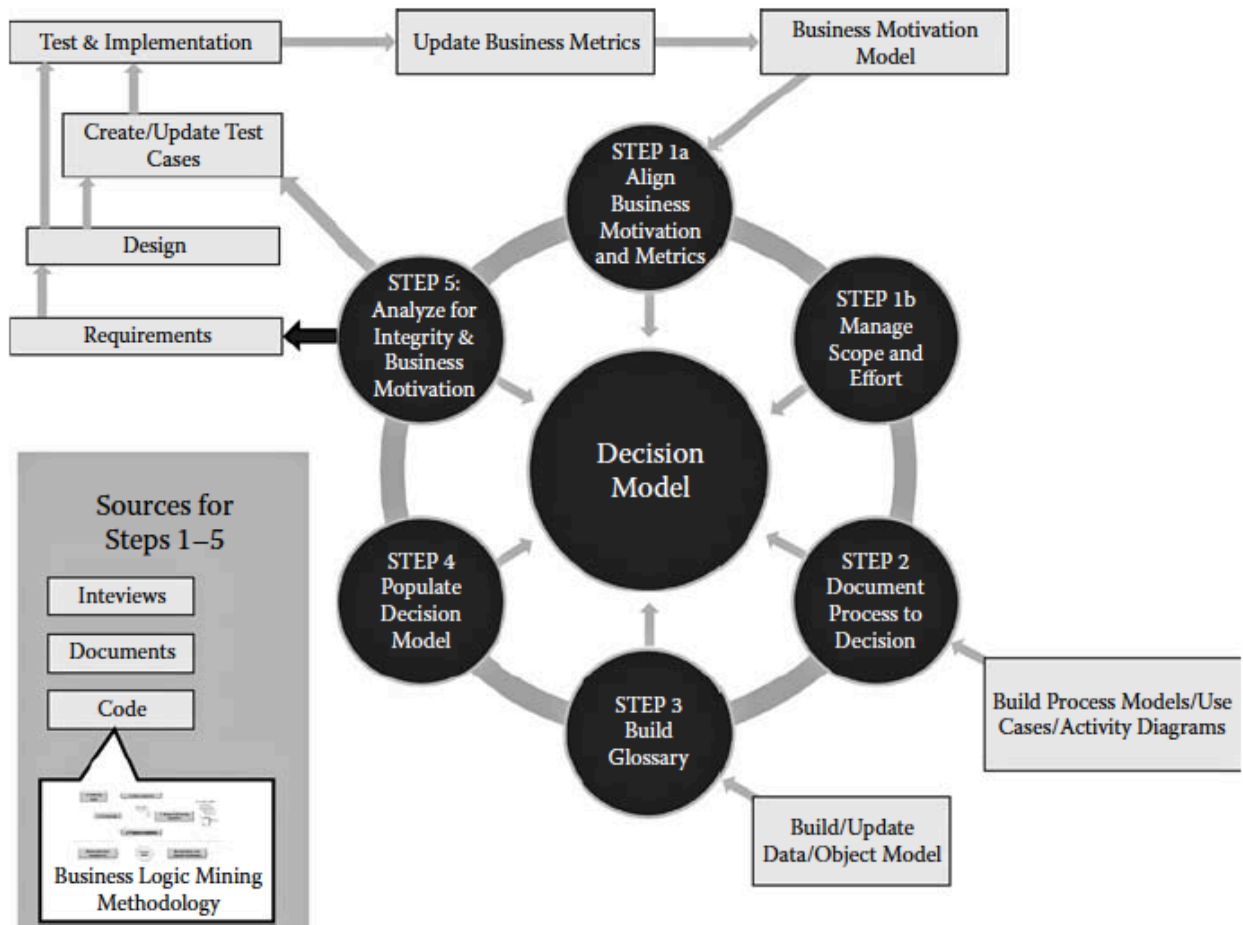 Test & Implementation
Update Business Metrics
Business Motivation
Model
Create/Update Test
Cases
Design
Requirements
STEP 1a
Align
Business
Motivation
and Metrics
STEP 1b
Manage
Scope and
Effort
STEP 5:
Analyze for
Integrity &
Business
Motivation
Decision
Model
STEP 4
Populate
Decision
Model
STEP 2
Document
Process to
Decision
STEP 3
Build
Glossary
Build Process Models/Use
Cases/Activity Diagrams
Build/Update
Data/Object Model
Sources for
Steps 1–5
Inteviews
Documents
Code
Business Logic Mining
Methodology